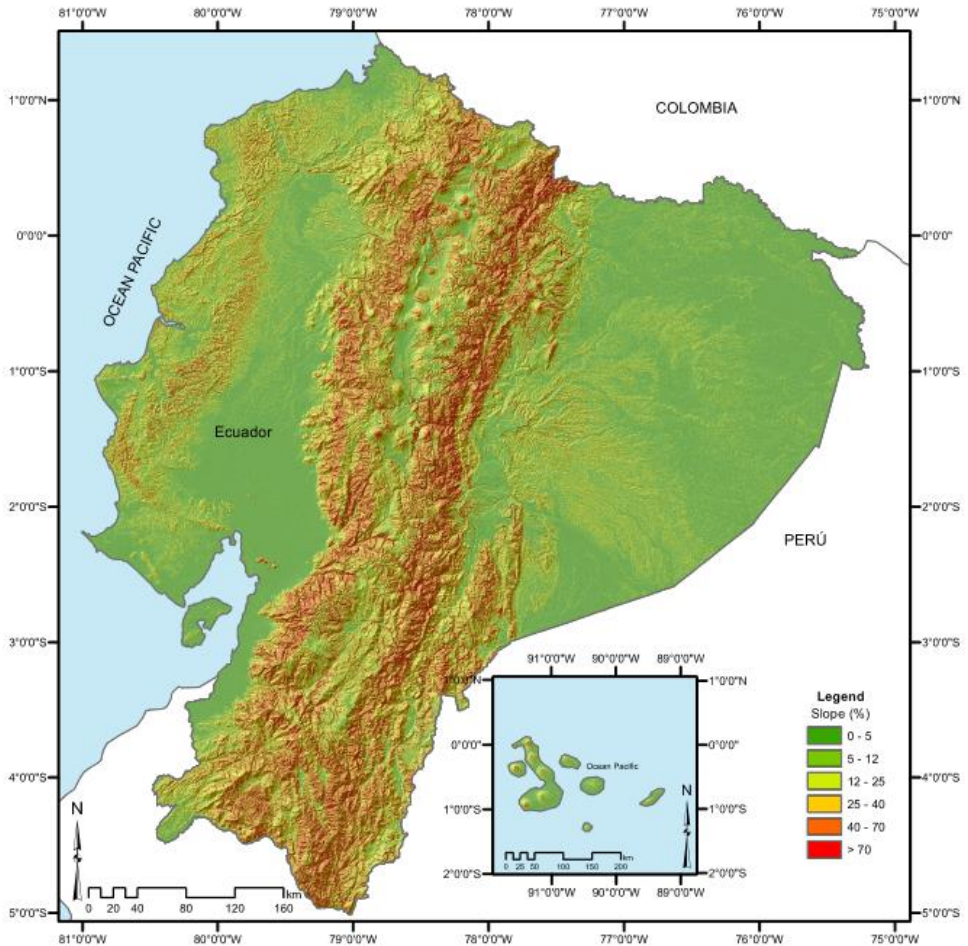 81°0'0"W 80°0'0"W 79°0'0"W 78°0'0"W 77°0'0"W 76°0'0"W 75°0'0"W
1°0'0"N
0°0'0"
1°0'0"S
2°0'0"S
3°0'0"S
4°0'0"S
5°0'0"S
COLOMBIA
1°0'0"N
0°0'0"
1°0'0"S
2°0'0"S
3°0'0"S
4°0'0"S
5°0'0"S
OCEAN PACIFIC
Ecuador
PERÚ
91°0'0"W 90°0'0"W 89°0'0"W
1°0'0"N
0°0'0"
1°0'0"S
2°0'0"S
Ocean Pacific
N
km
0 25 50 100 150 200
1°0'0"N
0°0'0"
1°0'0"S
2°0'0"S
91°0'0"W 90°0'0"W 89°0'0"W
Legend
Slope (%)
0 - 5
5 - 12
12 - 25
25 - 40
40 - 70
> 70
N
km
0 20 40 80 120 160
81°0'0"W 80°0'0"W 79°0'0"W 78°0'0"W 77°0'0"W 76°0'0"W 75°0'0"W